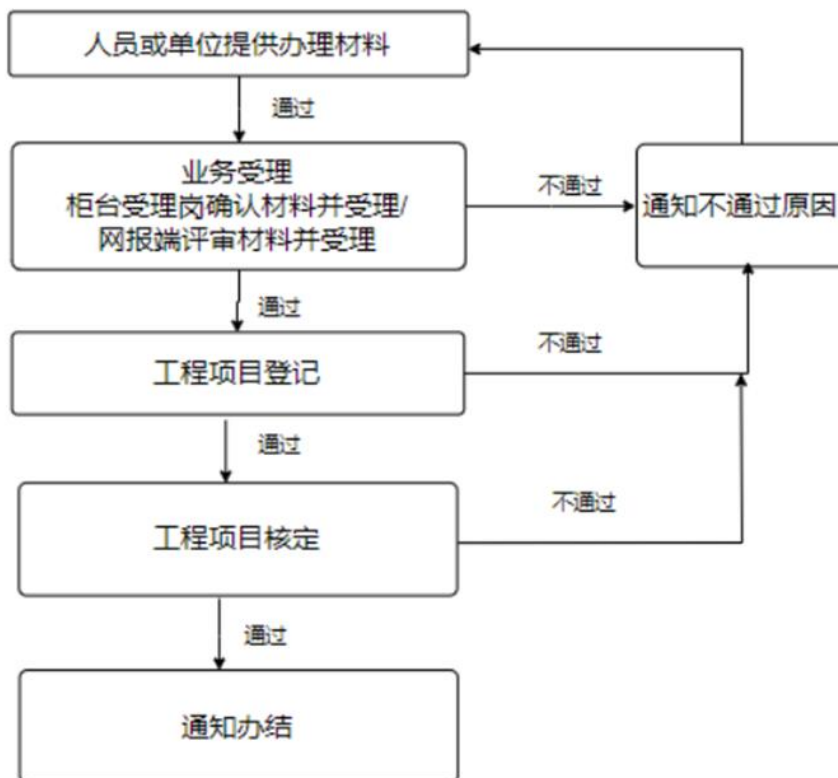 人员或单位提供办理材料
通过
业务受理
柜台受理岗确认材料并受理/
网报端评审材料并受理
不通过
通知不通过原因
通过
工程项目登记
不通过
通过
工程项目核定
不通过
通过
通知办结